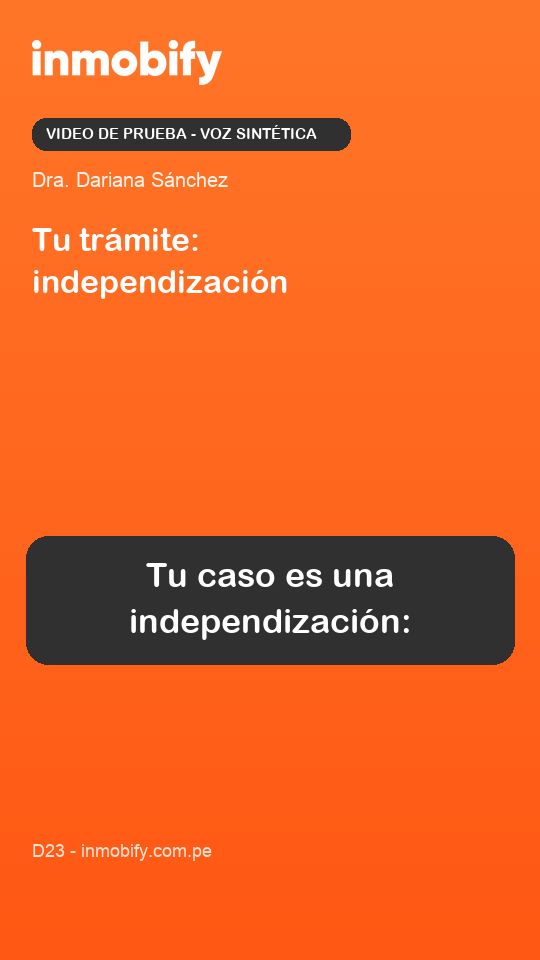 inmobify
VIDEO DE PRUEBA - VOZ SINTÉTICA
Dra. Dariana Sánchez
Tu trámite:
independización
Tu caso es una
independización:
D23 - inmobify.com.pe